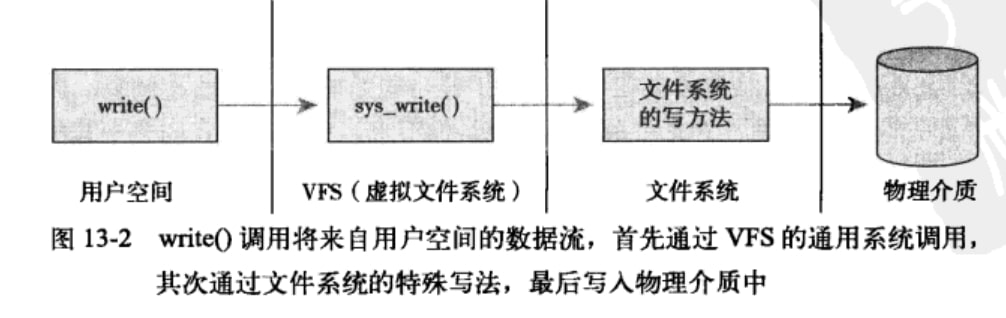 write()
sys_write()
文件系统
的写方法
用户空间
VFS（虚拟文件系统）
文件系统
物理介质
图 13-2 write() 调用将来自用户空间的数据流，首先通过 VFS 的通用系统调用，
其次通过文件系统的特殊写法，最后写入物理介质中